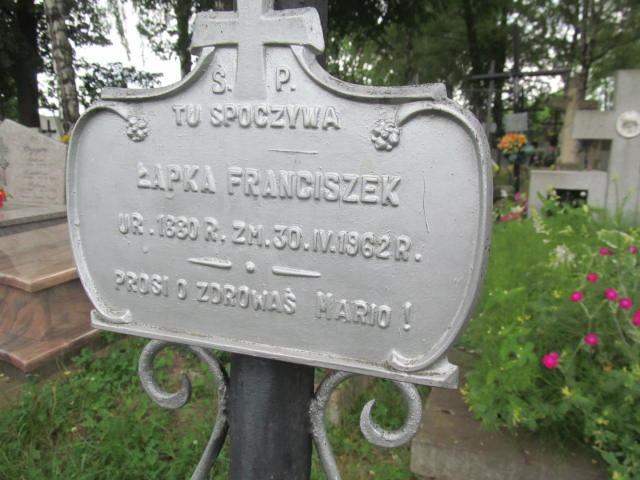 Ś. P.
TU SPOCZYWA
ŁAPKA FRANCISZEK
UR. 1880 R. ZM. 30. IV. 1962 R.
PROSI O ZDROWAŚ MARIO!